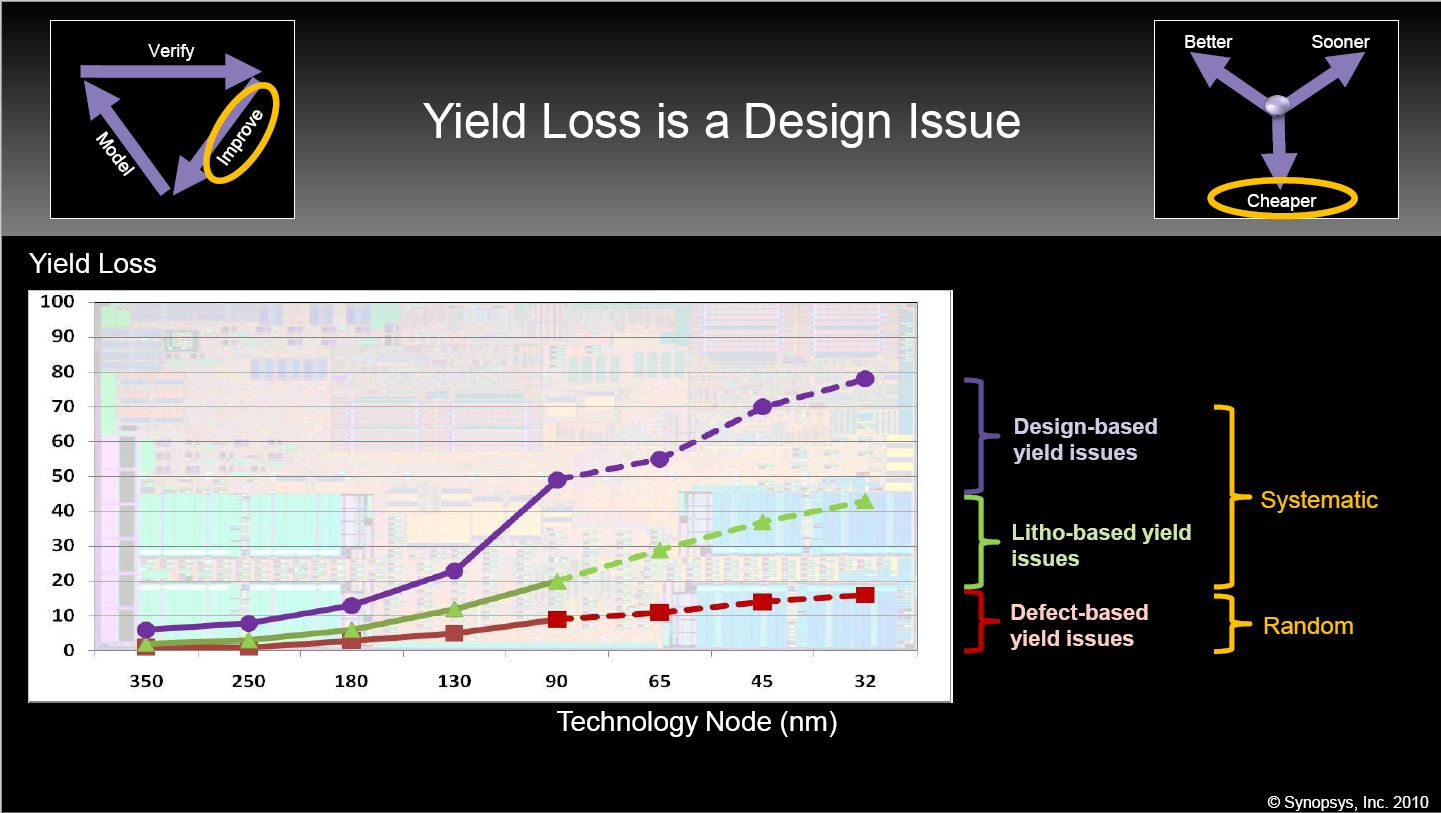 Verify
Improve
Model
Yield Loss is a Design Issue
Better
Sooner
Cheaper
Yield Loss
100
90
80
70
60
50
40
30
20
10
0
350 250 180 130 90 65 45 32
Technology Node (nm)
Design-based
yield issues
Litho-based yield
issues
Defect-based
yield issues
Systematic
Random
© Synopsys, Inc. 2010